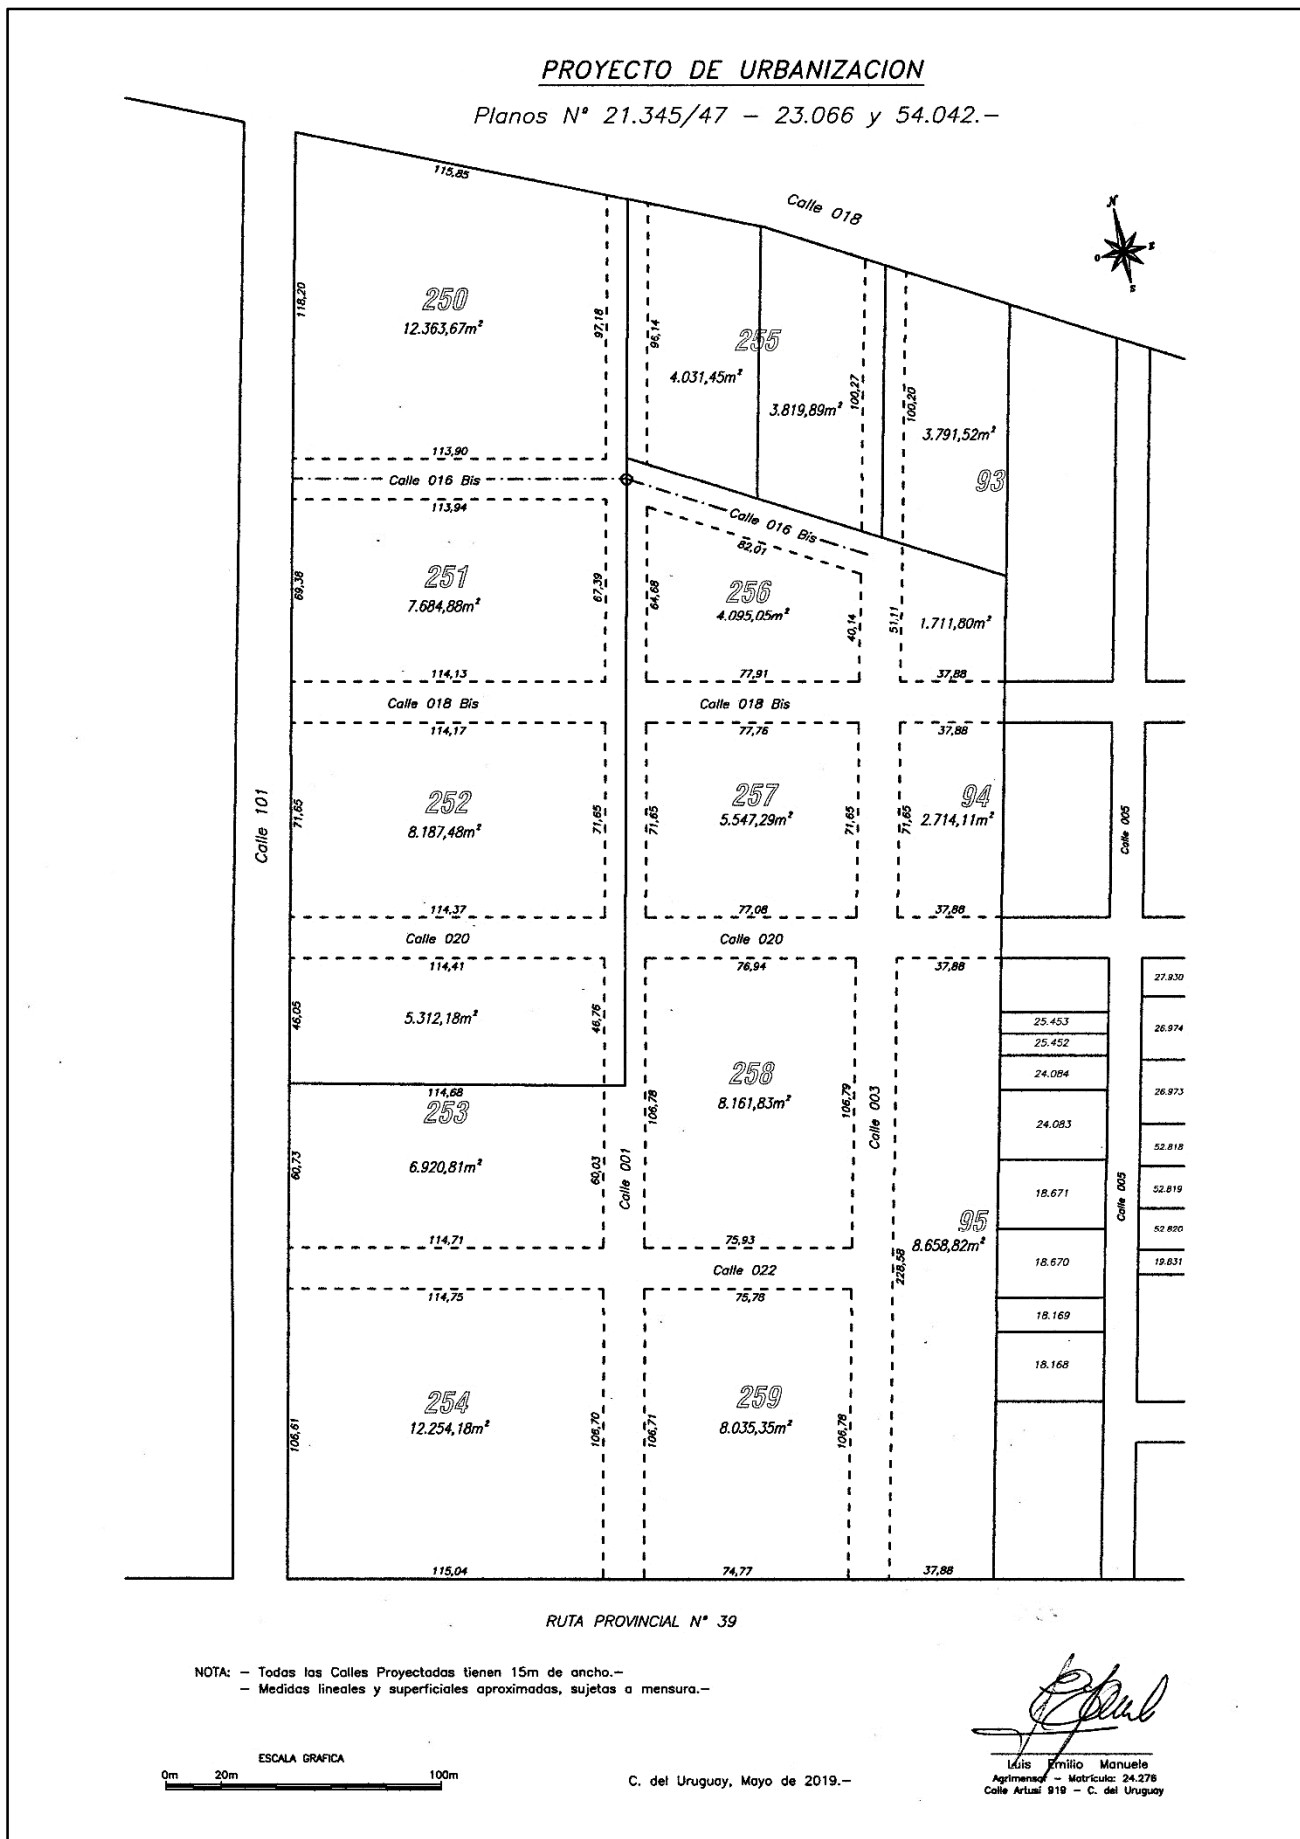 PROYECTO DE URBANIZACION
Planos Nº 21.345/47 – 23.066 y 54.042.–
115,85
Calle 018
N
O
E
S
118,20
250
12.363,67m²
97,18
96,14
255
4.031,45m²
3.819,89m²
100,27
100,20
3.791,52m²
93
113,90
Calle 016 Bis
113,94
Calle 016 Bis
82,01
69,38
251
7.684,88m²
67,39
64,68
256
4.095,05m²
40,14
51,11
1.711,80m²
114,13
77,91
37,88
Calle 018 Bis
Calle 018 Bis
114,17
77,76
37,88
Calle 101
71,65
252
8.187,48m²
71,65
71,65
257
5.547,29m²
71,65
71,65
94
2.714,11m²
Calle 005
114,37
77,08
37,88
Calle 020
Calle 020
114,41
76,94
37,88
46,05
5.312,18m²
46,76
114,68
253
6.920,81m²
60,73
60,03
Calle 001
106,78
258
8.161,83m²
106,79
Calle 003
228,58
95
8.658,82m²
25.453
25.452
24.084
24.083
18.671
18.670
18.169
18.168
Calle 005
27.930
26.974
26.973
52.818
52.819
52.820
19.831
114,71
75,93
Calle 022
114,75
75,78
106,61
254
12.254,18m²
106,70
106,71
259
8.035,35m²
106,78
115,04
74,77
37,88
RUTA PROVINCIAL Nº 39
NOTA: – Todas las Calles Proyectadas tienen 15m de ancho.–
– Medidas lineales y superficiales aproximadas, sujetas a mensura.–
ESCALA GRAFICA
0m 20m 100m
C. del Uruguay, Mayo de 2019.–
Luis Emilio Manuele
Agrimensor – Matrícula: 24.276
Calle Artusi 919 – C. del Uruguay